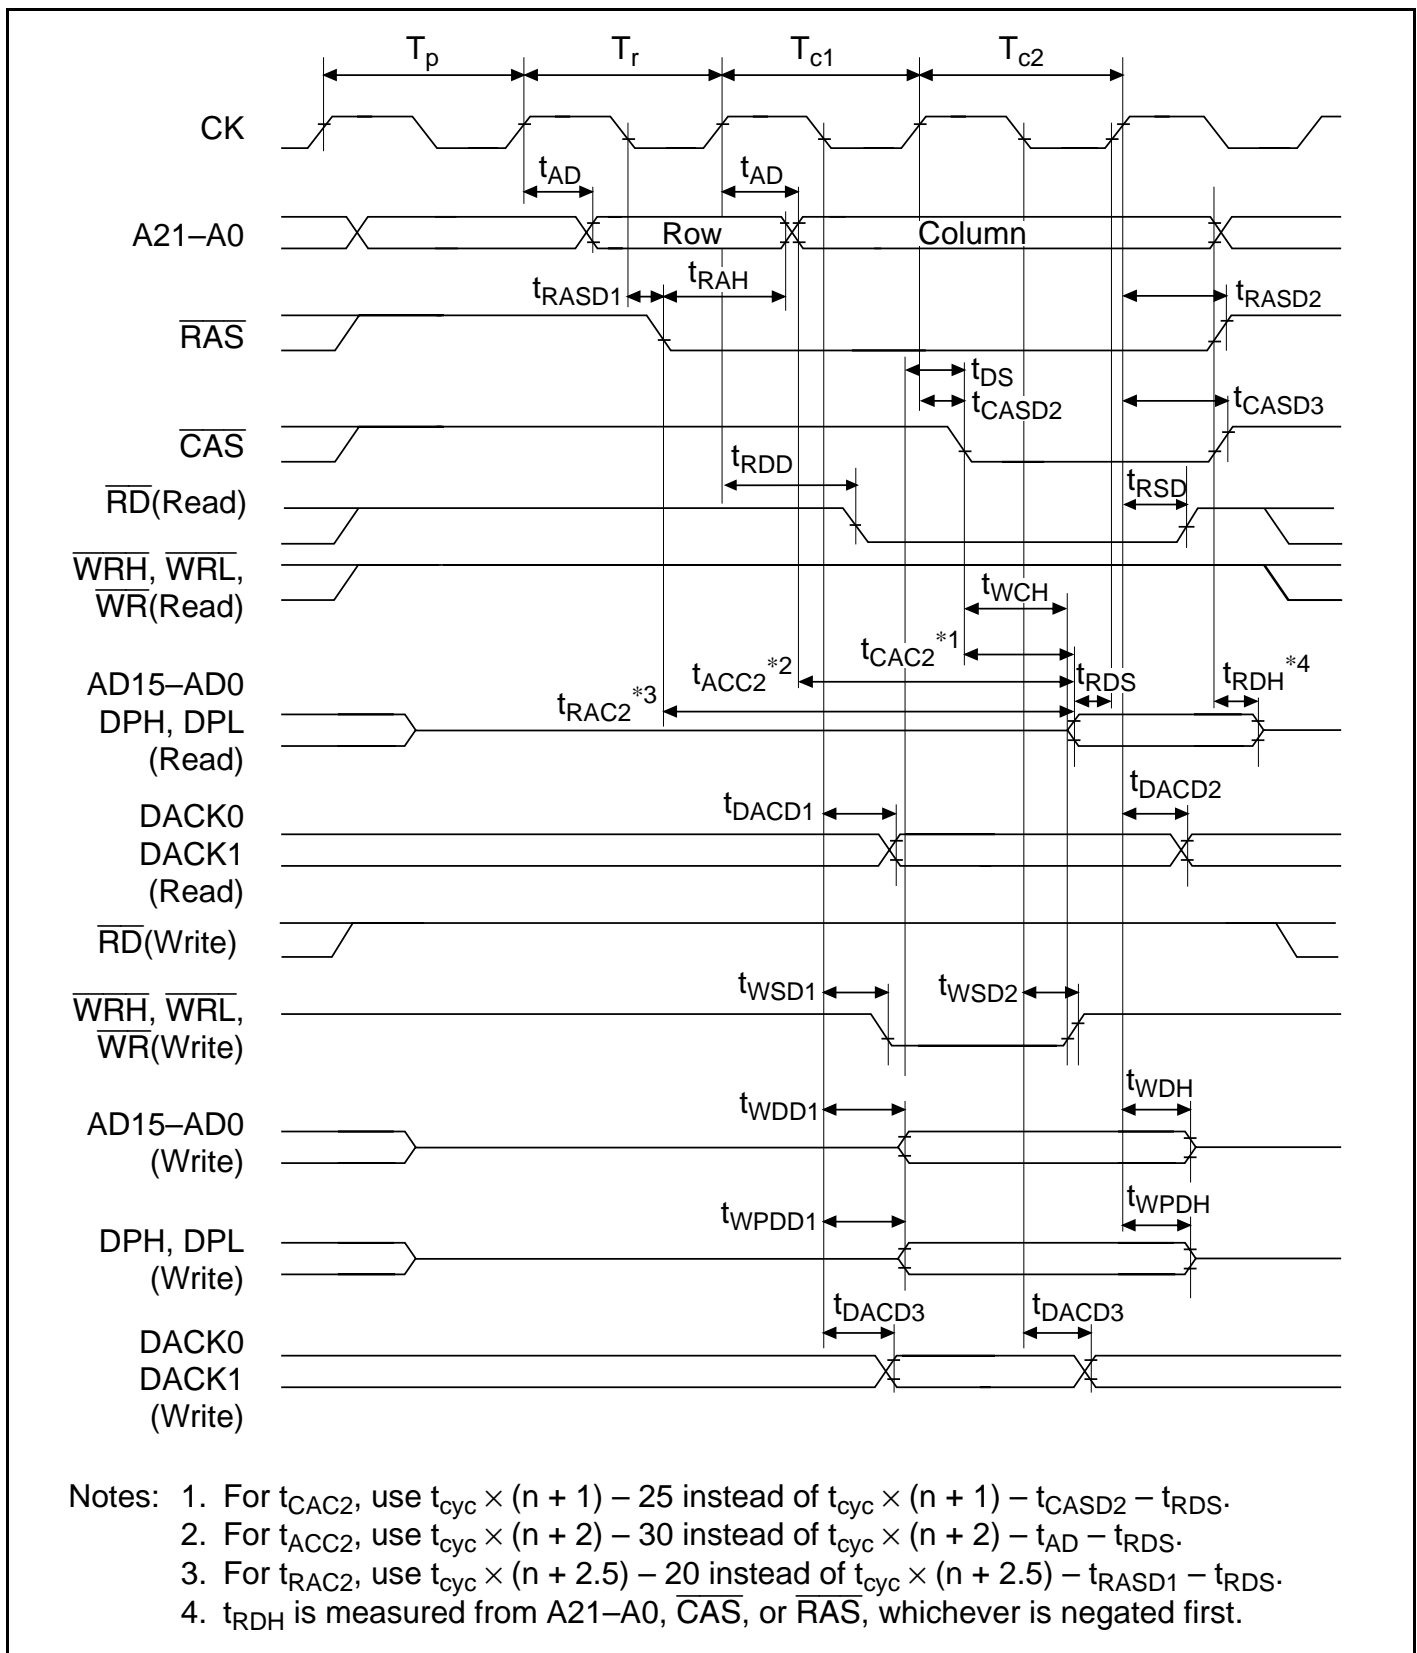 Tp Tr Tc1 Tc2
CK
tAD tAD
A21–A0 Row Column
tRASD1 tRAH tRASD2
RAS
tDS
tCASD2 tCASD3
CAS
tRDD
RD(Read) tRSD
WRH, WRL,
WR(Read)
tWCH
tCAC2*1
tACC2*2 tRDS tRDH*4
tRAC2*3
AD15–AD0
DPH, DPL
(Read)
tDACD1 tDACD2
DACK0
DACK1
(Read)
RD(Write)
tWSD1 tWSD2
WRH, WRL,
WR(Write)
tWDD1 tWDH
AD15–AD0
(Write)
tWPDD1 tWPDH
DPH, DPL
(Write)
tDACD3 tDACD3
DACK0
DACK1
(Write)
Notes: 1. For tCAC2, use tcyc × (n + 1) – 25 instead of tcyc × (n + 1) – tCASD2 – tRDS.
2. For tACC2, use tcyc × (n + 2) – 30 instead of tcyc × (n + 2) – tAD – tRDS.
3. For tRAC2, use tcyc × (n + 2.5) – 20 instead of tcyc × (n + 2.5) – tRASD1 – tRDS.
4. tRDH is measured from A21–A0, CAS, or RAS, whichever is negated first.